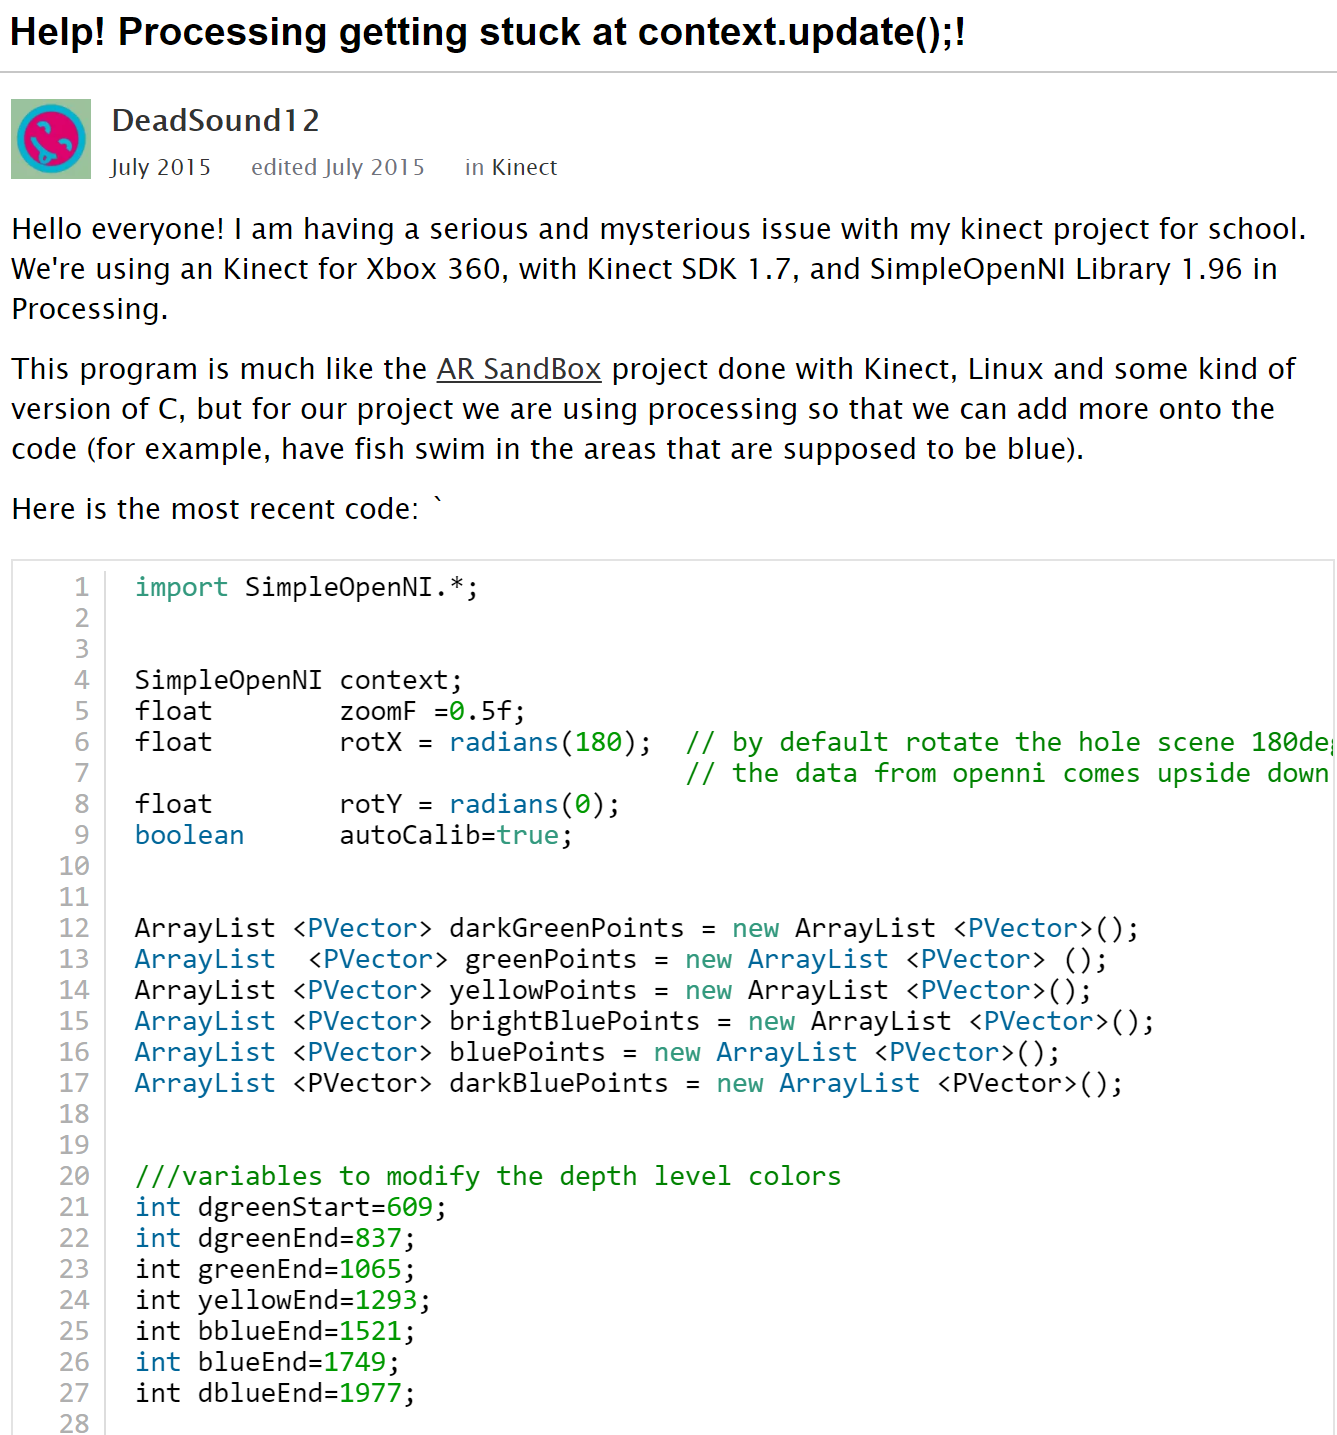 Help! Processing getting stuck at context.update();!
DeadSound12
July 2015 edited July 2015 in Kinect
Hello everyone! I am having a serious and mysterious issue with my kinect project for school.
We're using an Kinect for Xbox 360, with Kinect SDK 1.7, and SimpleOpenNI Library 1.96 in
Processing.
This program is much like the AR SandBox project done with Kinect, Linux and some kind of
version of C, but for our project we are using processing so that we can add more onto the
code (for example, have fish swim in the areas that are supposed to be blue).
Here is the most recent code: `
1 import SimpleOpenNI.*;
2
3
4 SimpleOpenNI context;
5 float        zoomF =0.5f;
6 float        rotX = radians(180);  // by default rotate the hole scene 180deg
7                                    // the data from openni comes upside down
8 float        rotY = radians(0);
9 boolean      autoCalib=true;
10
11
12 ArrayList <PVector> darkGreenPoints = new ArrayList <PVector>();
13 ArrayList  <PVector> greenPoints = new ArrayList <PVector> ();
14 ArrayList <PVector> yellowPoints = new ArrayList <PVector>();
15 ArrayList <PVector> brightBluePoints = new ArrayList <PVector>();
16 ArrayList <PVector> bluePoints = new ArrayList <PVector>();
17 ArrayList <PVector> darkBluePoints = new ArrayList <PVector>();
18
19
20 ///variables to modify the depth level colors
21 int dgreenStart=609;
22 int dgreenEnd=837;
23 int greenEnd=1065;
24 int yellowEnd=1293;
25 int bblueEnd=1521;
26 int blueEnd=1749;
27 int dblueEnd=1977;
28